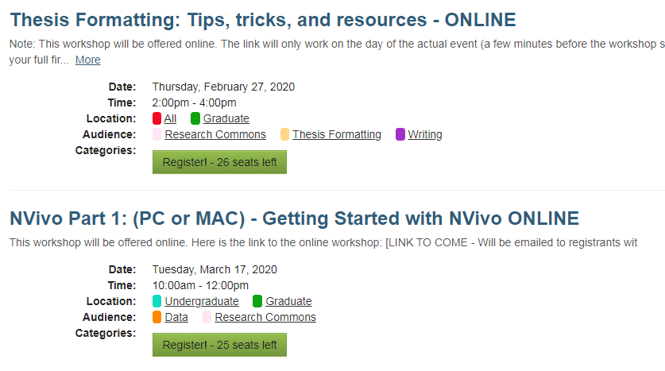 Thesis Formatting: Tips, tricks, and resources - ONLINE
Note: This workshop will be offered online. The link will only work on the day of the actual event (a few minutes before the workshop s
your full fir... More
Date: Thursday, February 27, 2020
Time: 2:00pm - 4:00pm
Location: All Graduate
Audience: Research Commons Thesis Formatting Writing
Categories:
Register! - 26 seats left
NVivo Part 1: (PC or MAC) - Getting Started with NVivo ONLINE
This workshop will be offered online. Here is the link to the online workshop: [LINK TO COME - Will be emailed to registrants wit
Date: Tuesday, March 17, 2020
Time: 10:00am - 12:00pm
Location: Undergraduate Graduate
Audience: Data Research Commons
Categories:
Register! - 25 seats left